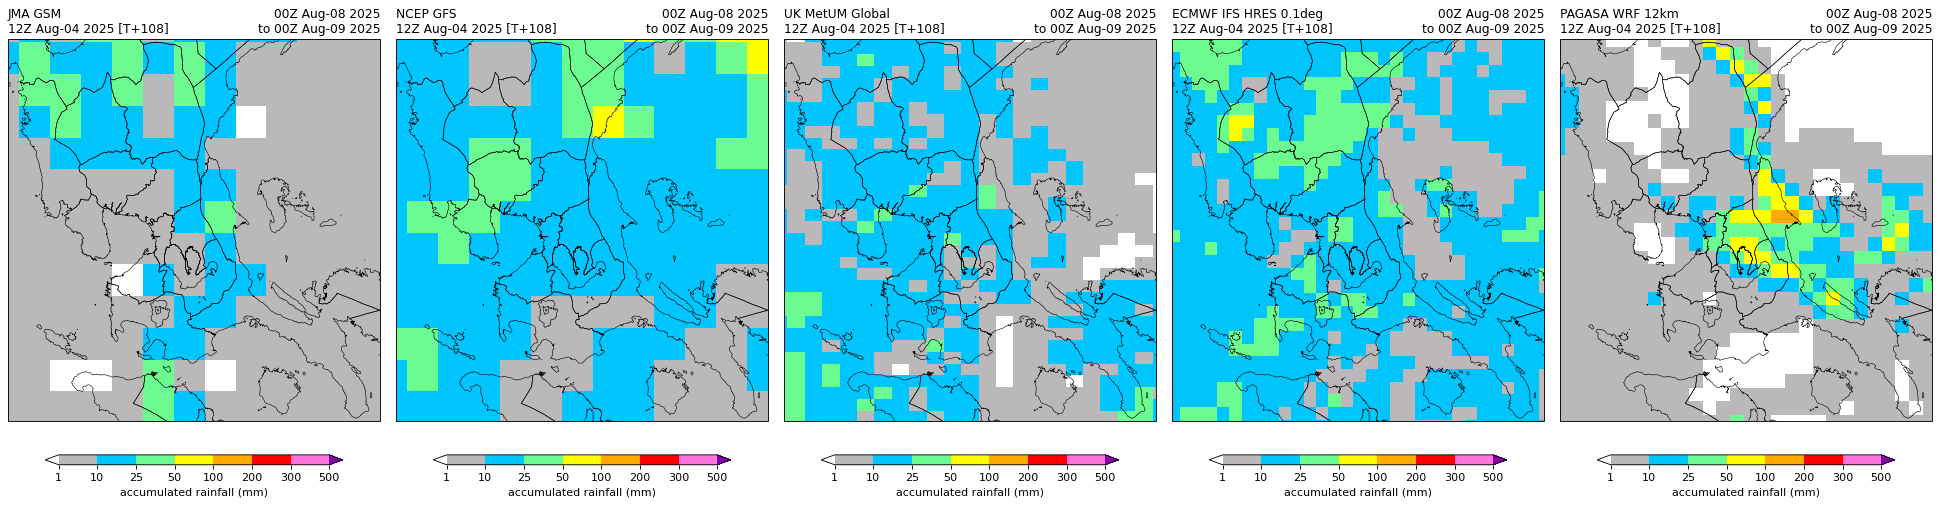 JMA GSM 00Z Aug-08 2025
12Z Aug-04 2025 [T+108] to 00Z Aug-09 2025
1 10 25 50 100 200 300 500
accumulated rainfall (mm)
NCEP GFS 00Z Aug-08 2025
12Z Aug-04 2025 [T+108] to 00Z Aug-09 2025
1 10 25 50 100 200 300 500
accumulated rainfall (mm)
UK MetUM Global 00Z Aug-08 2025
12Z Aug-04 2025 [T+108] to 00Z Aug-09 2025
1 10 25 50 100 200 300 500
accumulated rainfall (mm)
ECMWF IFS HRES 0.1deg 00Z Aug-08 2025
12Z Aug-04 2025 [T+108] to 00Z Aug-09 2025
1 10 25 50 100 200 300 500
accumulated rainfall (mm)
PAGASA WRF 12km 00Z Aug-08 2025
12Z Aug-04 2025 [T+108] to 00Z Aug-09 2025
1 10 25 50 100 200 300 500
accumulated rainfall (mm)